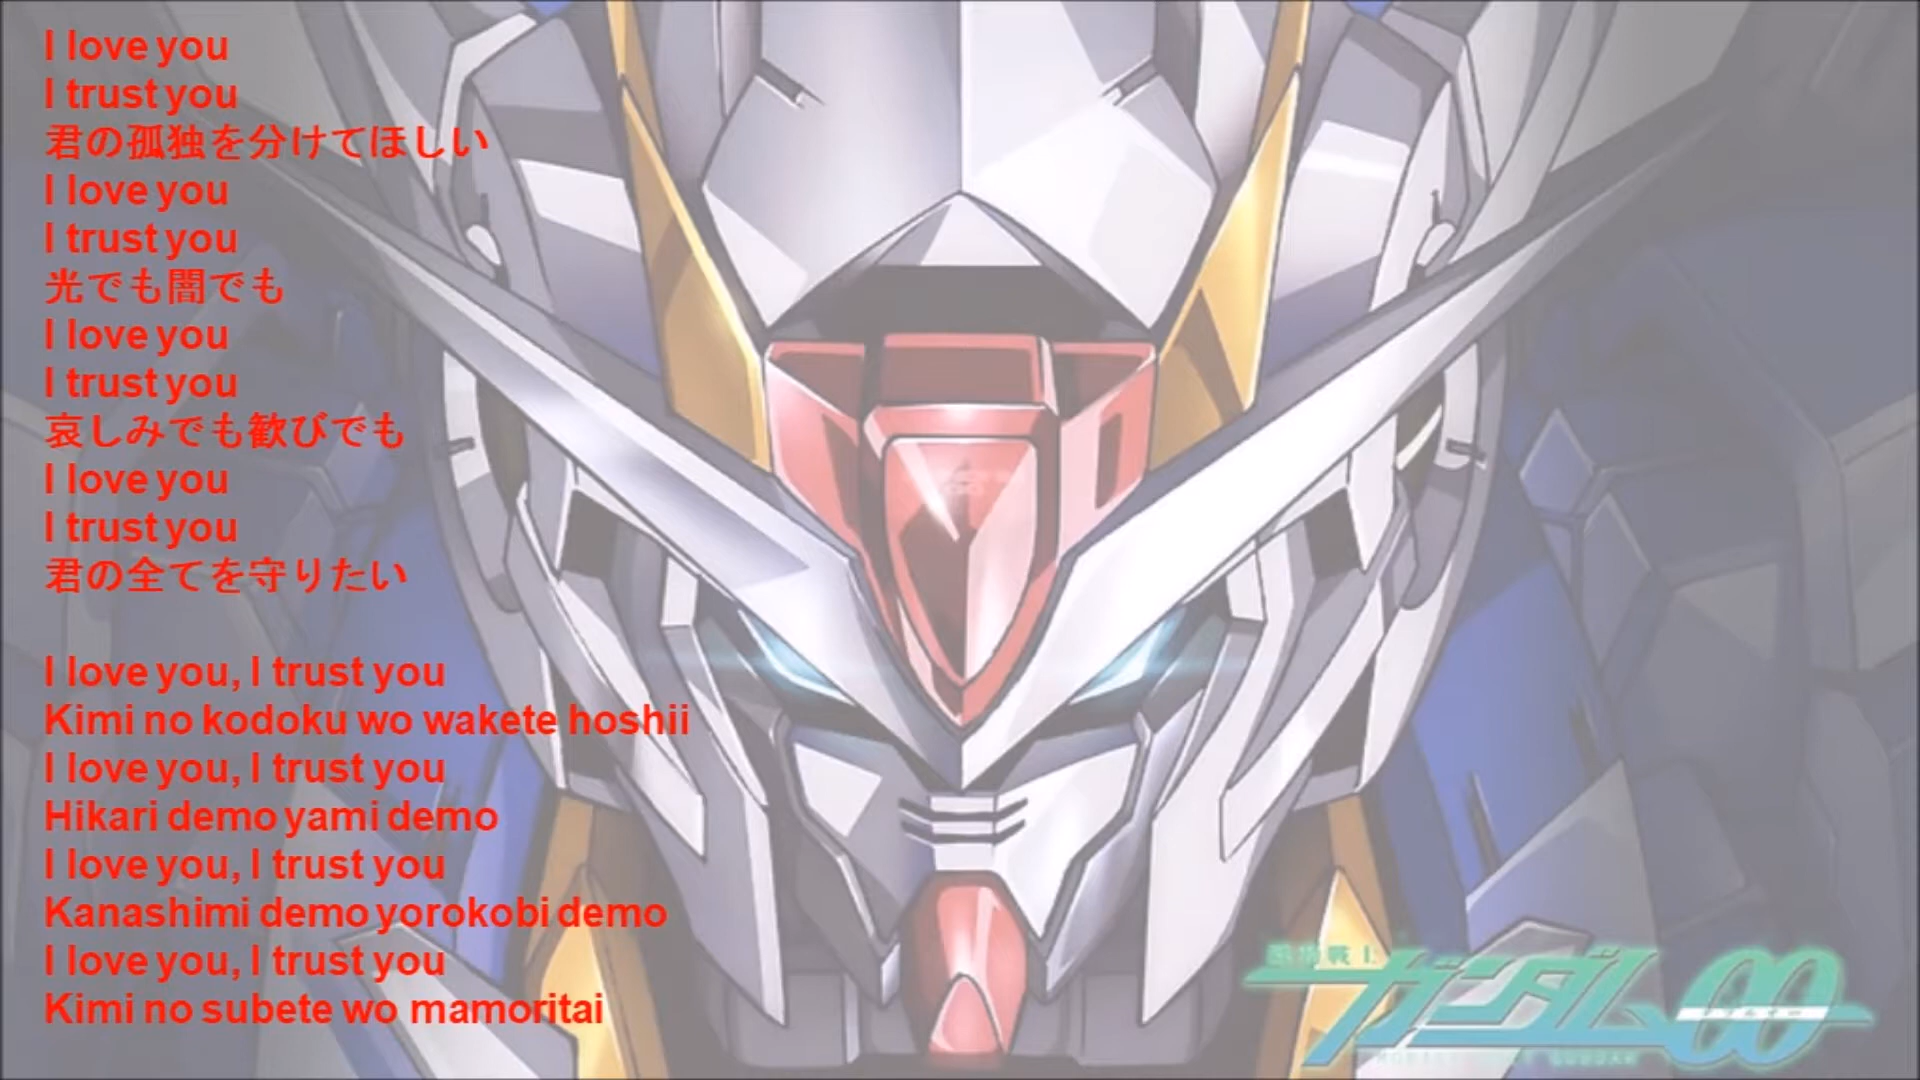 I love you
I trust you
君の孤独を分けてほしい
I love you
I trust you
光でも闇でも
I love you
I trust you
哀しみでも歓びでも
I love you
I trust you
君の全てを守りたい
I love you, I trust you
Kimi no kodoku wo wakete hoshii
I love you, I trust you
Hikari demo yami demo
I love you, I trust you
Kanashimi demo yorokobi demo
I love you, I trust you
Kimi no subete wo mamoritai
ガンダム00